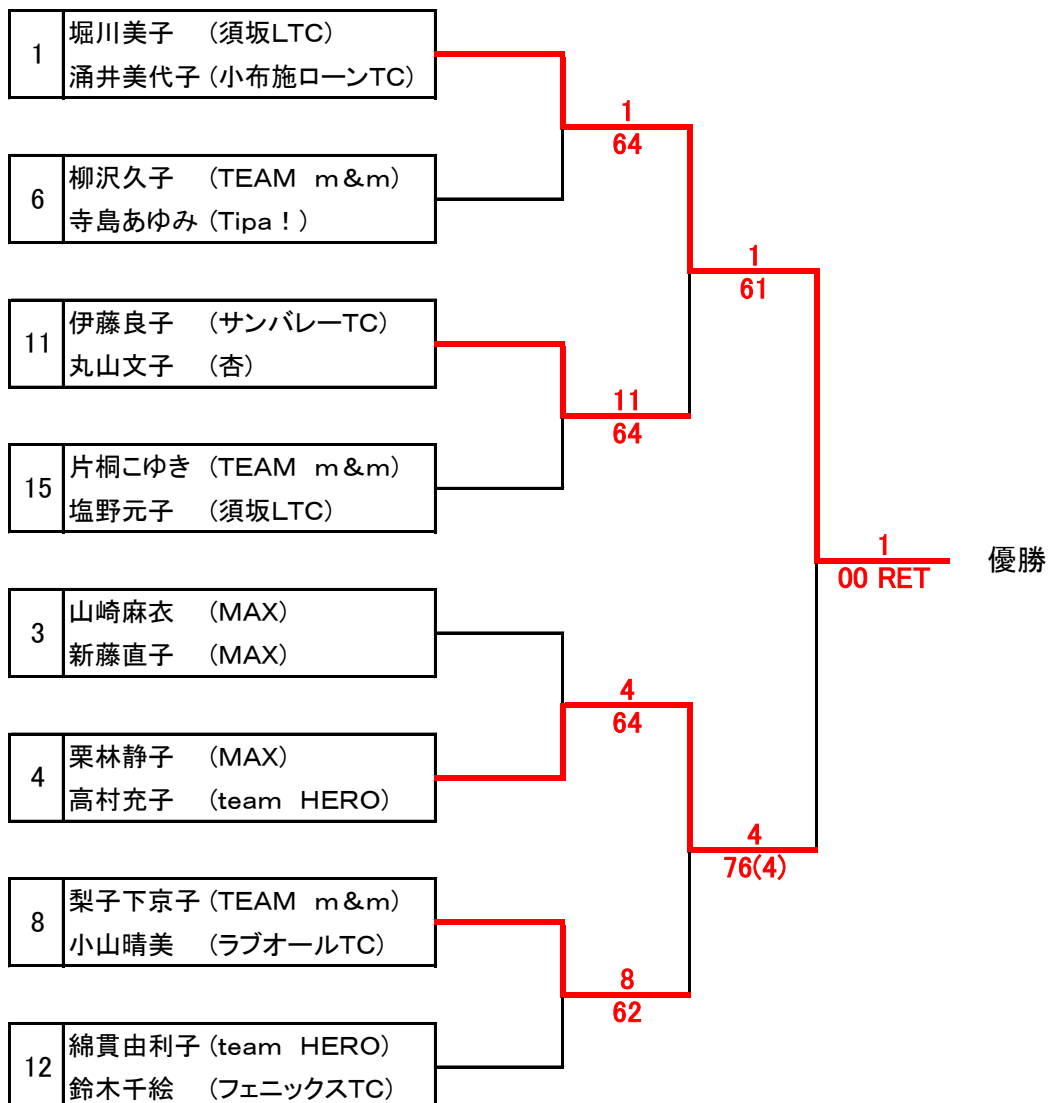 1
堀川美子 (須坂LTC)
涌井美代子 (小布施ローンTC)
6
柳沢久子 (TEAM m&m)
寺島あゆみ (Tipa!)
11
伊藤良子 (サンバレーTC)
丸山文子 (杏)
15
片桐こゆき (TEAM m&m)
塩野元子 (須坂LTC)
3
山崎麻衣 (MAX)
新藤直子 (MAX)
4
栗林静子 (MAX)
高村充子 (team HERO)
8
梨子下京子 (TEAM m&m)
小山晴美 (ラブオールTC)
12
綿貫由利子 (team HERO)
鈴木千絵 (フェニックスTC)
1
64
11
64
4
64
8
62
1
61
4
76(4)
1
00 RET
優勝